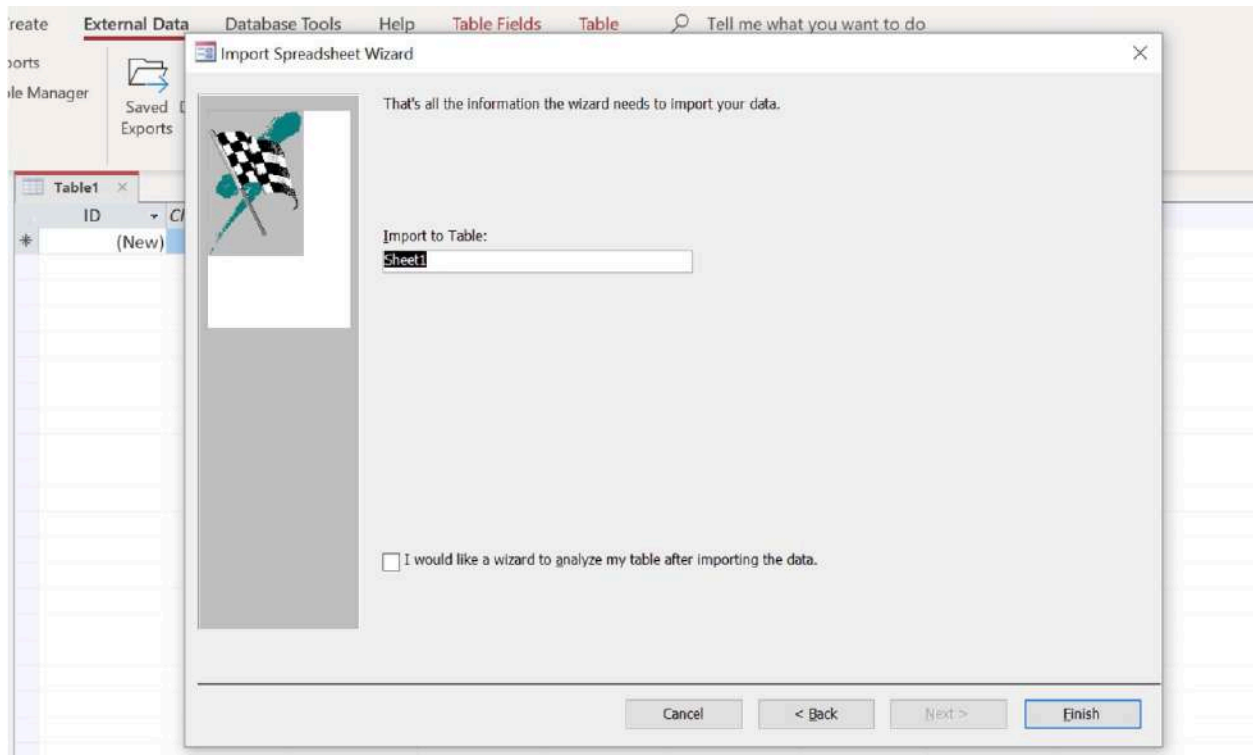 reate External Data Database Tools Help Table Fields Table Tell me what you want to do
Import Spreadsheet Wizard
ports
le Manager
Saved
Exports
That's all the information the wizard needs to import your data.
Table1
ID
(New)
Import to Table:
Sheet1
I would like a wizard to analyze my table after importing the data.
Cancel < Back Next > Finish